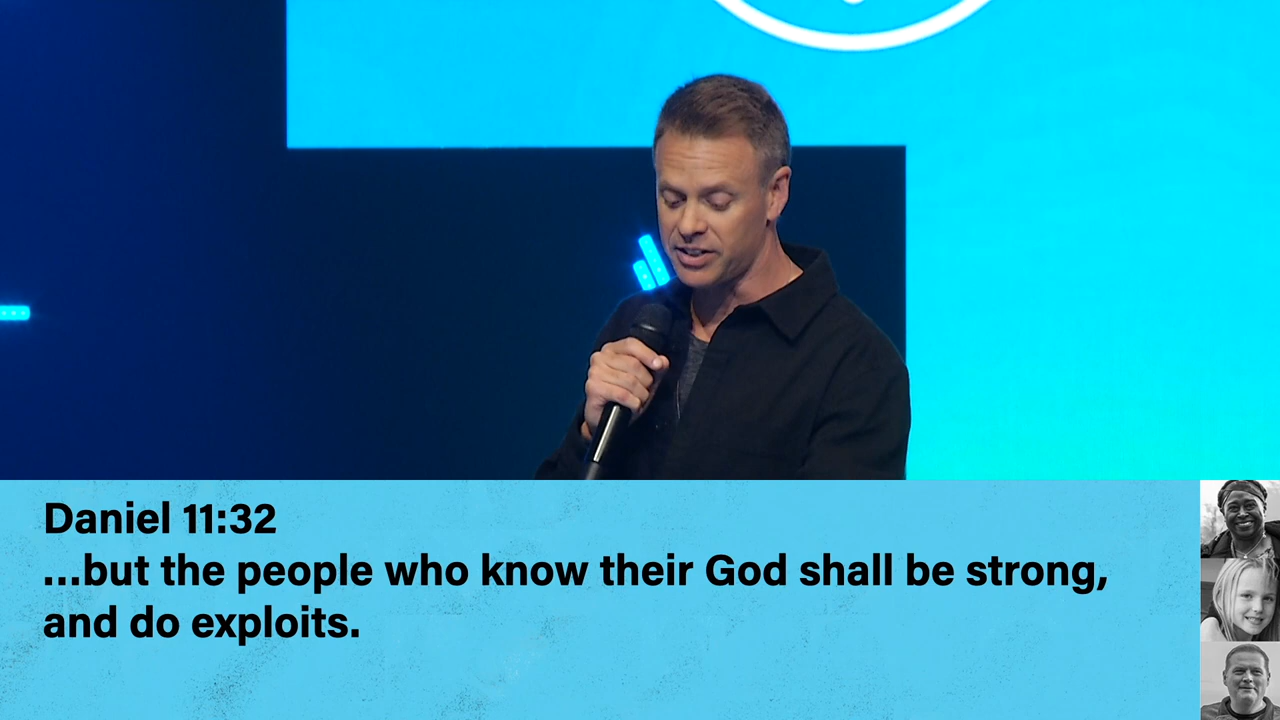 Daniel 11:32
...but the people who know their God shall be strong,
and do exploits.